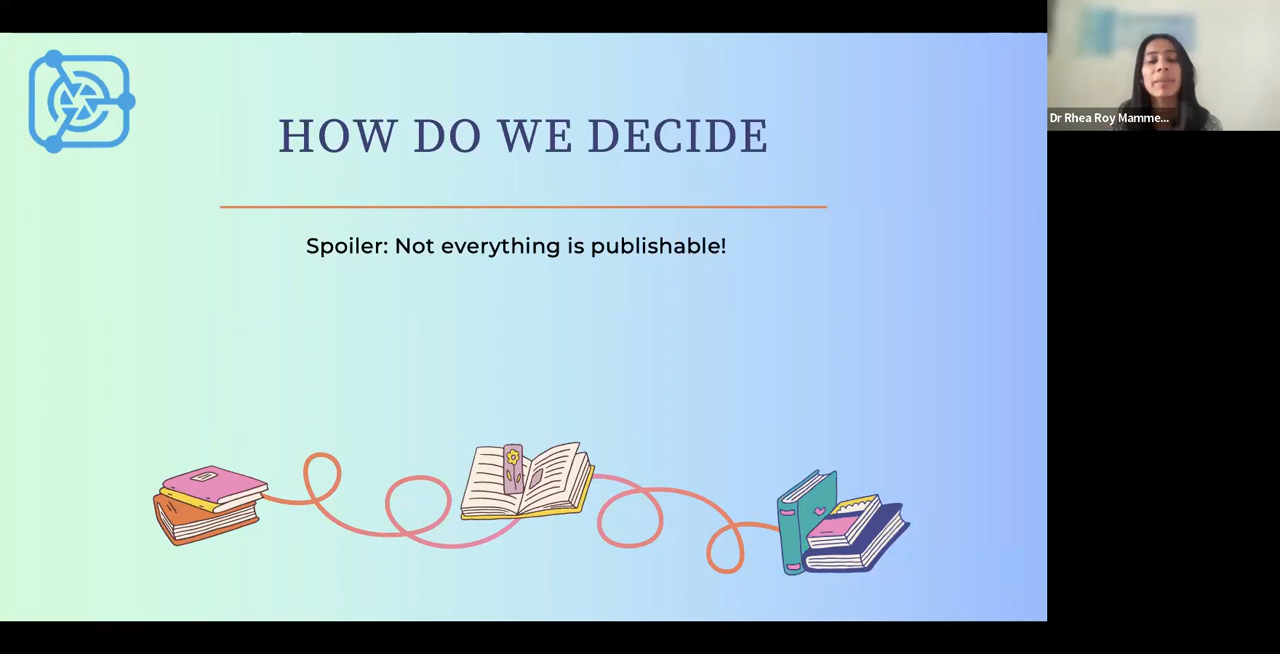 HOW DO WE DECIDE
Spoiler: Not everything is publishable!
Dr Rhea Roy Mamme...